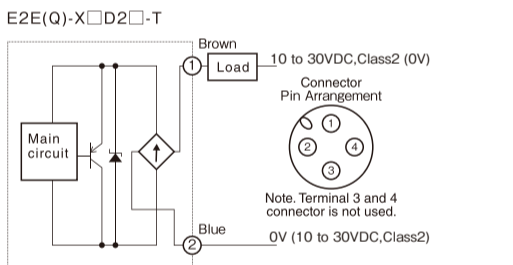 E2E(Q)-X□D2□-T
Brown
1
Load
10 to 30VDC,Class2 (0V)
Connector
Pin Arrangement
Main
circuit
1
2
4
3
Note. Terminal 3 and 4
connector is not used.
Blue
2
0V (10 to 30VDC,Class2)